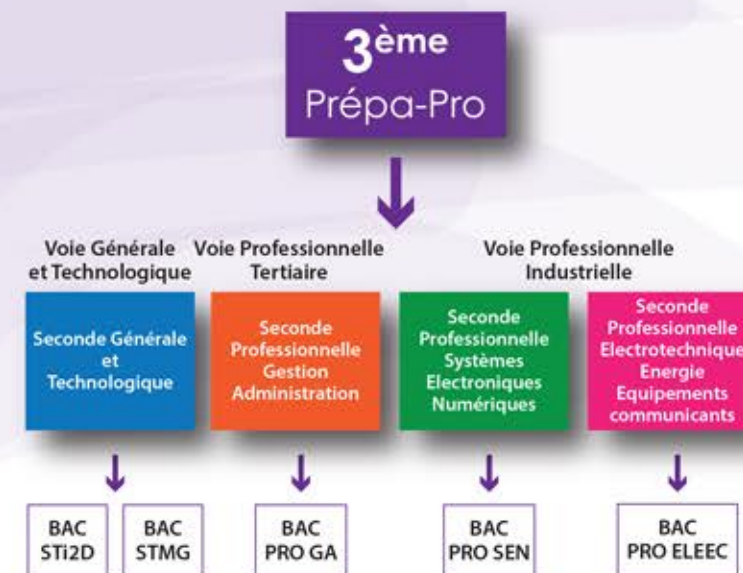 3ème
Prépa-Pro
Voie Générale
et Technologique
Voie Professionnelle
Tertiaire
Voie Professionnelle
Industrielle
Seconde Générale
et
Technologique
Seconde
Professionnelle
Gestion
Administration
Seconde
Professionnelle
Systèmes
Electroniques
Numériques
Seconde
Professionnelle
Electrotechnique
Energie
Equipements
communicants
BAC
STi2D
BAC
STMG
BAC
PRO GA
BAC
PRO SEN
BAC
PRO ELEEC